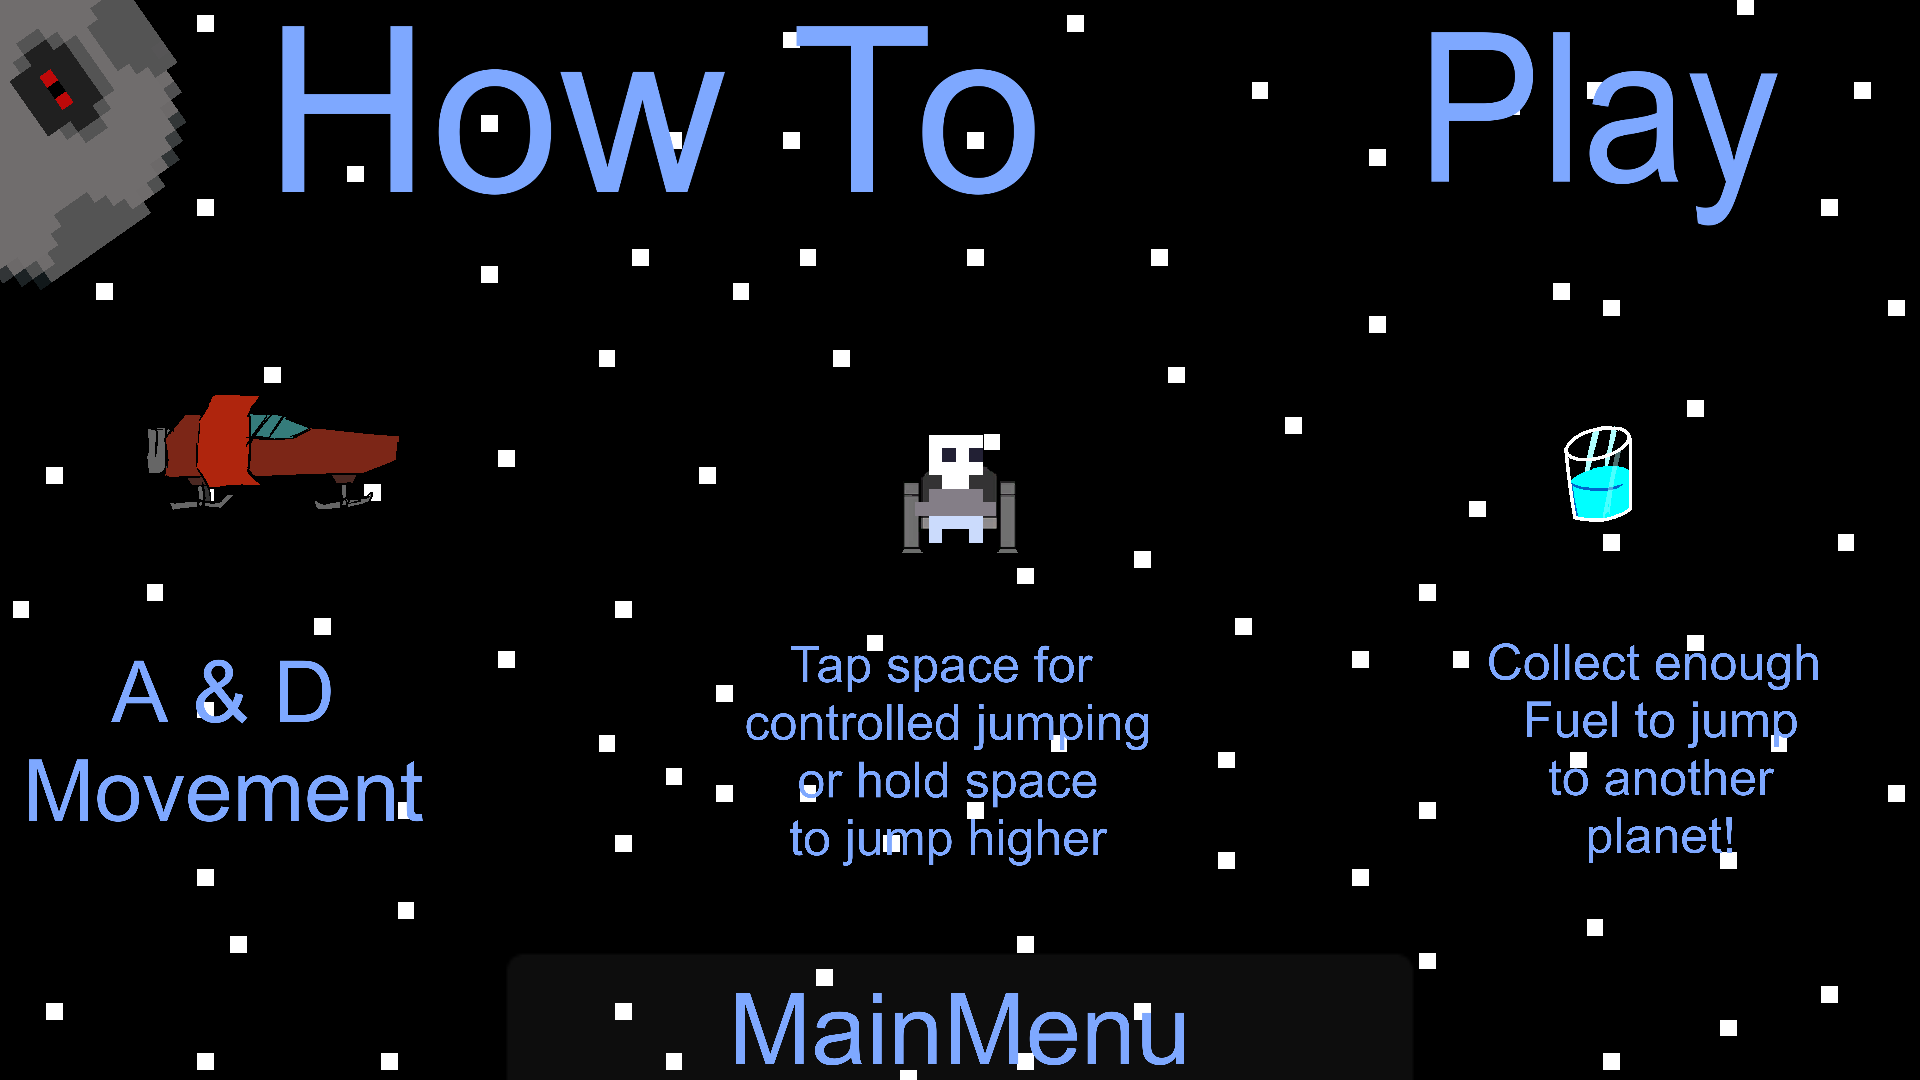 How To Play
A & D
Movement
Tap space for
controlled jumping
or hold space
to jump higher
Collect enough
Fuel to jump
to another
planet!
MainMenu